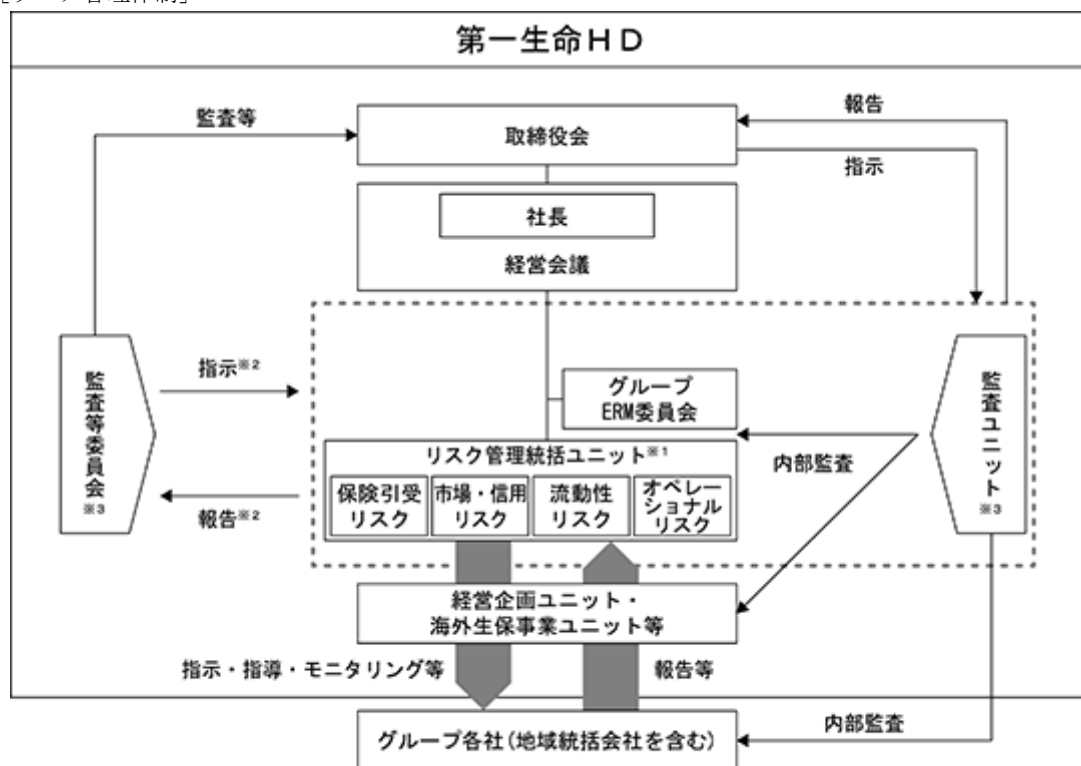 第一生命HD
監査等
取締役会
報告
指示
社長
経営会議
監査等委員会※3
指示※2
報告※2
グループ
ERM委員会
リスク管理統括ユニット※1
保険引受
リスク
市場・信用
リスク
流動性
リスク
オペレー
ショナル
リスク
内部監査
監査ユニット※3
経営企画ユニット・
海外生保事業ユニット等
指示・指導・モニタリング等
報告等
グループ各社(地域統括会社を含む)
内部監査